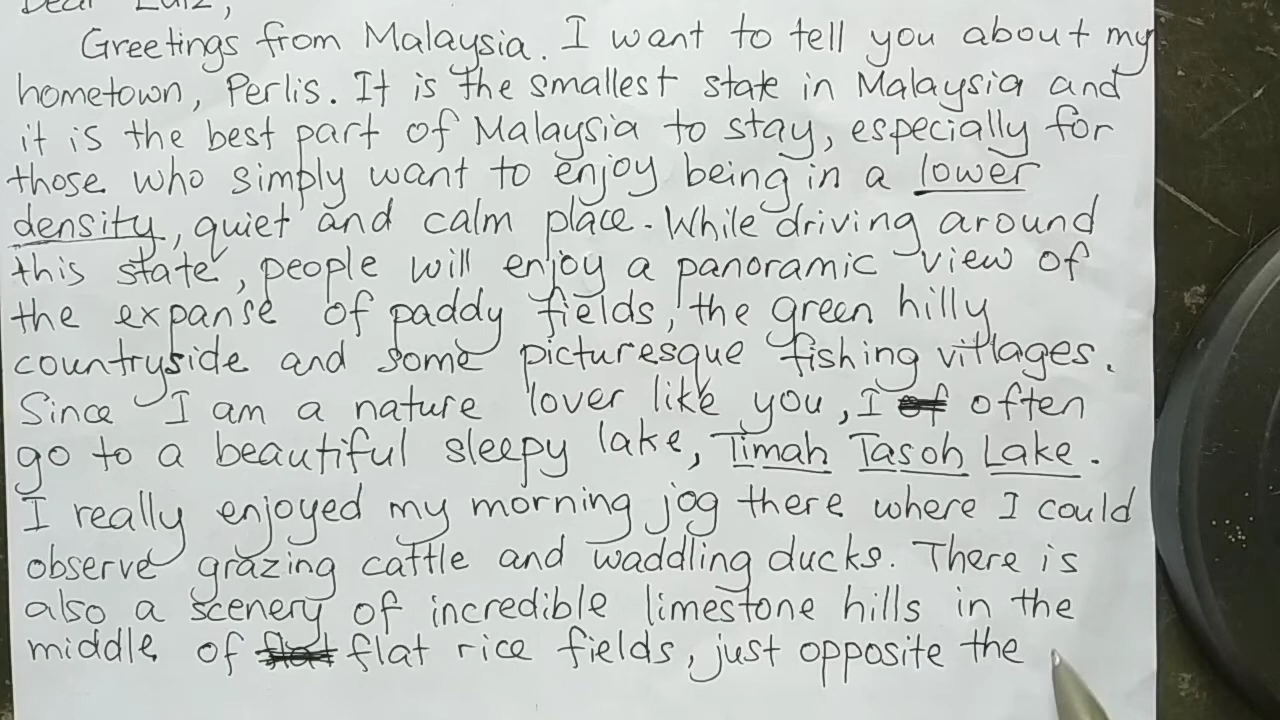 Dear Luiz,
Greetings from Malaysia. I want to tell you about my
hometown, Perlis. It is the smallest state in Malaysia and
it is the best part of Malaysia to stay, especially for
those who simply want to enjoy being in a lower
density, quiet and calm place. While driving around
this state, people will enjoy a panoramic view of
the expanse of paddy fields, the green hilly
countryside and some picturesque fishing villages.
Since I am a nature lover like you, I often
go to a beautiful sleepy lake, Timah Tasoh Lake.
I really enjoyed my morning jog there where I could
observe grazing cattle and waddling ducks. There is
also a scenery of incredible limestone hills in the
middle of flat rice fields, just opposite the